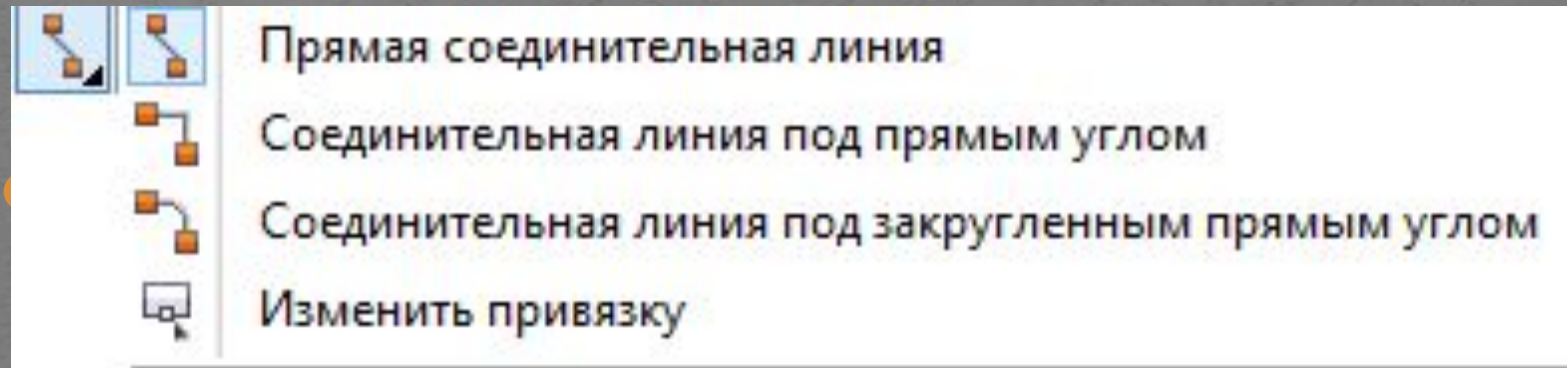 Прямая соединительная линия
Соединительная линия под прямым углом
Соединительная линия под закругленным прямым углом
Изменить привязку